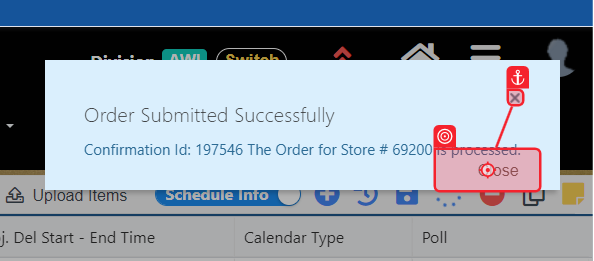 Division AWI Switch
Order Submitted Successfully
Confirmation Id: 197546 The Order for Store # 69200 is processed.
Close
Upload Items Schedule Info
j. Del Start - End Time Calendar Type Poll